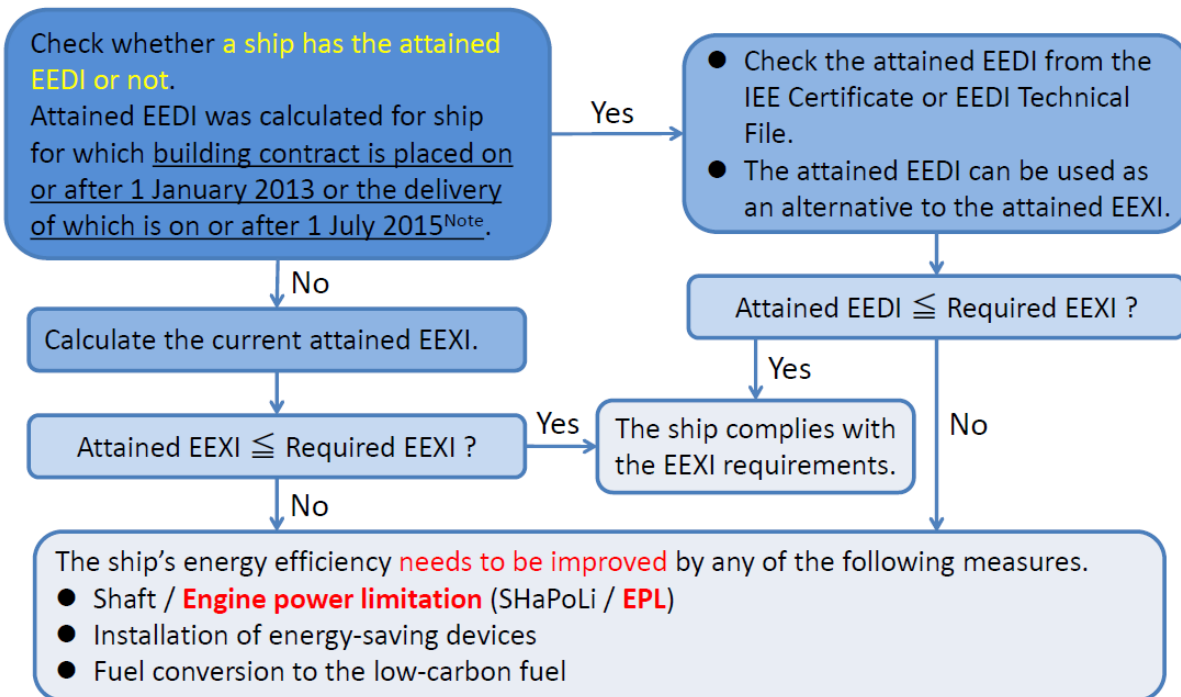 Check whether a ship has the attained
EEDI or not.
Attained EEDI was calculated for ship
for which building contract is placed on
or after 1 January 2013 or the delivery
of which is on or after 1 July 2015Note.
Yes
● Check the attained EEDI from the
IEE Certificate or EEDI Technical
File.
● The attained EEDI can be used as
an alternative to the attained EEXI.
No
Calculate the current attained EEXI.
Attained EEDI ≦ Required EEXI ?
Yes
No
Attained EEXI ≦ Required EEXI ?
Yes
The ship complies with
the EEXI requirements.
No
The ship’s energy efficiency needs to be improved by any of the following measures.
● Shaft / Engine power limitation (SHaPoLi / EPL)
● Installation of energy-saving devices
● Fuel conversion to the low-carbon fuel